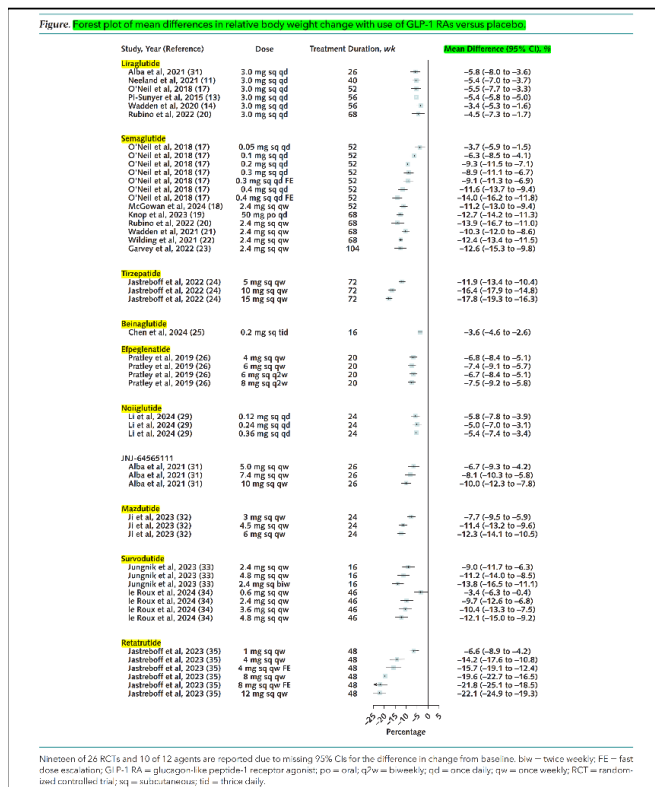 Figure. Forest plot of mean differences in relative body weight change with use of GLP-1 RAs versus placebo.
Study, Year (Reference) Dose Treatment Duration, wk Mean Difference (95% CI), %
Liraglutide
Alba et al, 2021 (31) 3.0 mg sq qd 26 −5.8 (−8.0 to −3.6)
Neeland et al, 2021 (11) 3.0 mg sq qd 40 −5.4 (−7.0 to −3.7)
O'Neil et al, 2018 (17) 3.0 mg sq qd 52 −5.5 (−7.7 to −3.3)
Pi-Sunyer et al, 2015 (13) 3.0 mg sq qd 56 −5.4 (−5.8 to −5.0)
Wadden et al, 2020 (14) 3.0 mg sq qd 56 −3.4 (−5.3 to −1.6)
Rubino et al, 2022 (20) 3.0 mg sq qd 68 −4.5 (−7.3 to −1.7)
Semaglutide
O'Neil et al, 2018 (17) 0.05 mg sq qd 52 −3.7 (−5.9 to −1.5)
O'Neil et al, 2018 (17) 0.1 mg sq qd 52 −6.3 (−8.5 to −4.1)
O'Neil et al, 2018 (17) 0.2 mg sq qd 52 −9.3 (−11.5 to −7.1)
O'Neil et al, 2018 (17) 0.3 mg sq qd 52 −8.9 (−11.1 to −6.7)
O'Neil et al, 2018 (17) 0.3 mg sq qd FE 52 −9.1 (−11.3 to −6.9)
O'Neil et al, 2018 (17) 0.4 mg sq qd 52 −11.6 (−13.7 to −9.4)
O'Neil et al, 2018 (17) 0.4 mg sq qd FE 52 −14.0 (−16.2 to −11.8)
McGowan et al, 2024 (18) 2.4 mg sq qw 52 −11.2 (−13.0 to −9.4)
Knop et al, 2023 (19) 50 mg po qd 68 −12.7 (−14.2 to −11.3)
Rubino et al, 2022 (20) 2.4 mg sq qw 68 −13.9 (−16.7 to −11.0)
Wadden et al, 2021 (21) 2.4 mg sq qw 68 −10.3 (−12.0 to −8.6)
Wilding et al, 2021 (22) 2.4 mg sq qw 68 −12.4 (−13.4 to −11.5)
Garvey et al, 2022 (23) 2.4 mg sq qw 104 −12.6 (−15.3 to −9.8)
Tirzepatide
Jastreboff et al, 2022 (24) 5 mg sq qw 72 −11.9 (−13.4 to −10.4)
Jastreboff et al, 2022 (24) 10 mg sq qw 72 −16.4 (−17.9 to −14.8)
Jastreboff et al, 2022 (24) 15 mg sq qw 72 −17.8 (−19.3 to −16.3)
Beinaglutide
Chen et al, 2024 (25) 0.2 mg sq tid 16 −3.6 (−4.6 to −2.6)
Efpeglenatide
Pratley et al, 2019 (26) 4 mg sq qw 20 −6.8 (−8.4 to −5.1)
Pratley et al, 2019 (26) 6 mg sq qw 20 −7.4 (−9.1 to −5.7)
Pratley et al, 2019 (26) 6 mg sq q2w 20 −6.7 (−8.4 to −5.1)
Pratley et al, 2019 (26) 8 mg sq q2w 20 −7.5 (−9.2 to −5.8)
Noiiglutide
Li et al, 2024 (29) 0.12 mg sq qd 24 −5.8 (−7.8 to −3.9)
Li et al, 2024 (29) 0.24 mg sq qd 24 −5.0 (−7.0 to −3.1)
Li et al, 2024 (29) 0.36 mg sq qd 24 −5.4 (−7.4 to −3.4)
JNJ-64565111
Alba et al, 2021 (31) 5.0 mg sq qw 26 −6.7 (−9.3 to −4.2)
Alba et al, 2021 (31) 7.4 mg sq qw 26 −8.1 (−10.3 to −5.8)
Alba et al, 2021 (31) 10 mg sq qw 26 −10.0 (−12.3 to −7.8)
Mazdutide
Ji et al, 2023 (32) 3 mg sq qw 24 −7.7 (−9.5 to −5.9)
Ji et al, 2023 (32) 4.5 mg sq qw 24 −11.4 (−13.2 to −9.6)
Ji et al, 2023 (32) 6 mg sq qw 24 −12.3 (−14.1 to −10.5)
Survodutide
Jungnik et al, 2023 (33) 2.4 mg sq qw 16 −9.0 (−11.7 to −6.3)
Jungnik et al, 2023 (33) 4.8 mg sq qw 16 −11.2 (−14.0 to −8.5)
Jungnik et al, 2023 (33) 2.4 mg sq biw 16 −13.8 (−16.5 to −11.1)
le Roux et al, 2024 (34) 0.6 mg sq qw 46 −3.4 (−6.3 to −0.4)
le Roux et al, 2024 (34) 2.4 mg sq qw 46 −9.7 (−12.6 to −6.8)
le Roux et al, 2024 (34) 3.6 mg sq qw 46 −10.4 (−13.3 to −7.5)
le Roux et al, 2024 (34) 4.8 mg sq qw 46 −12.1 (−15.0 to −9.2)
Retatrutide
Jastreboff et al, 2023 (35) 1 mg sq qw 48 −6.6 (−8.9 to −4.2)
Jastreboff et al, 2023 (35) 4 mg sq qw 48 −14.2 (−17.6 to −10.8)
Jastreboff et al, 2023 (35) 4 mg sq qw FE 48 −15.7 (−19.1 to −12.4)
Jastreboff et al, 2023 (35) 8 mg sq qw 48 −19.6 (−22.7 to −16.5)
Jastreboff et al, 2023 (35) 8 mg sq qw FE 48 −21.8 (−25.1 to −18.5)
Jastreboff et al, 2023 (35) 12 mg sq qw 48 −22.1 (−24.9 to −19.3)
−25 −20 −15 −10 −5 0 5
Percentage
Nineteen of 26 RCTs and 10 of 12 agents are reported due to missing 95% CIs for the difference in change from baseline. biw = twice weekly; FE = fast
dose escalation; GLP-1 RA = glucagon-like peptide-1 receptor agonist; po = oral; q2w = biweekly; qd = once daily; qw = once weekly; RCT = random-
ized controlled trial; sq = subcutaneous; tid = thrice daily.